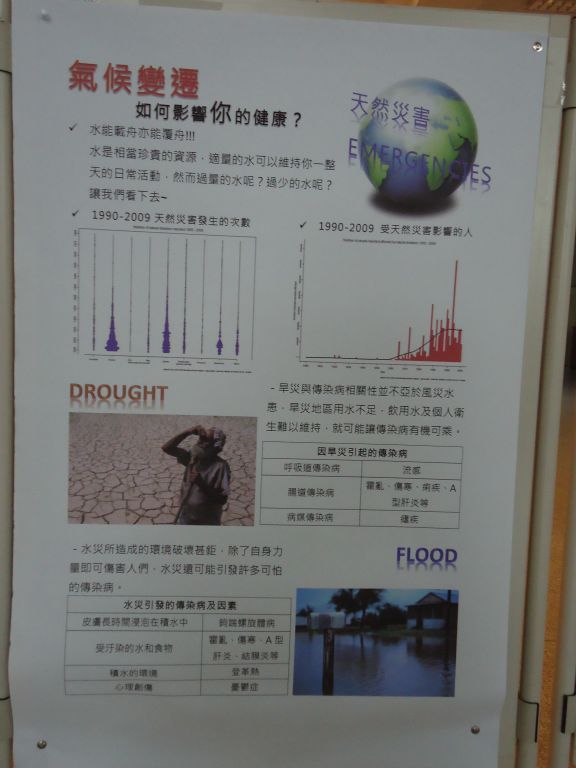 氣候變遷
如何影響你的健康？
天然災害
EMERGENCIES
✓ 水能載舟亦能覆舟!!!
水是相當珍貴的資源，適量的水可以維持你一整
天的日常活動，然而過量的水呢？過少的水呢？
讓我們看下去~
✓ 1990-2009 天然災害發生的次數
✓ 1990-2009 受天然災害影響的人
DROUGHT
- 旱災與傳染病相關性並不亞於風災水
患。旱災地區用水不足，飲用水及個人衛
生難以維持，就可能讓傳染病有機可乘。
因旱災引起的傳染病
呼吸道傳染病 流感
腸道傳染病 霍亂、傷寒、痢疾、A
型肝炎等
病媒傳染病 瘧疾
- 水災所造成的環境破壞甚鉅，除了自身力
量即可傷害人們，水災還可能引發許多可怕
的傳染病。
FLOOD
水災引發的傳染病及因素
皮膚長時間浸泡在積水中 鉤端螺旋體病
受汙染的水和食物 霍亂、傷寒、A型
肝炎、結膜炎等
積水的環境 登革熱
心理創傷 憂鬱症